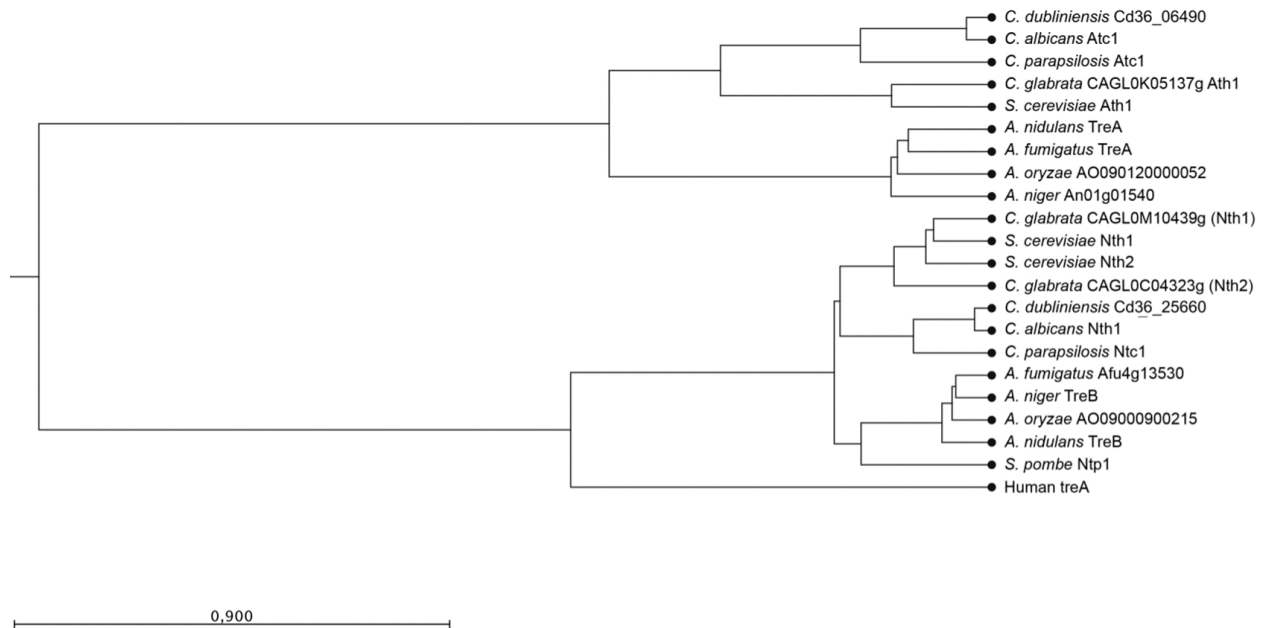 C. dubliniensis Cd36_06490
C. albicans Atc1
C. parapsilosis Atc1
C. glabrata CAGL0K05137g Ath1
S. cerevisiae Ath1
A. nidulans TreA
A. fumigatus TreA
A. oryzae AO090120000052
A. niger An01g01540
C. glabrata CAGL0M10439g (Nth1)
S. cerevisiae Nth1
S. cerevisiae Nth2
C. glabrata CAGL0C04323g (Nth2)
C. dubliniensis Cd36_25660
C. albicans Nth1
C. parapsilosis Ntc1
A. fumigatus Afu4g13530
A. niger TreB
A. oryzae AO09000900215
A. nidulans TreB
S. pombe Ntp1
Human treA
0,900